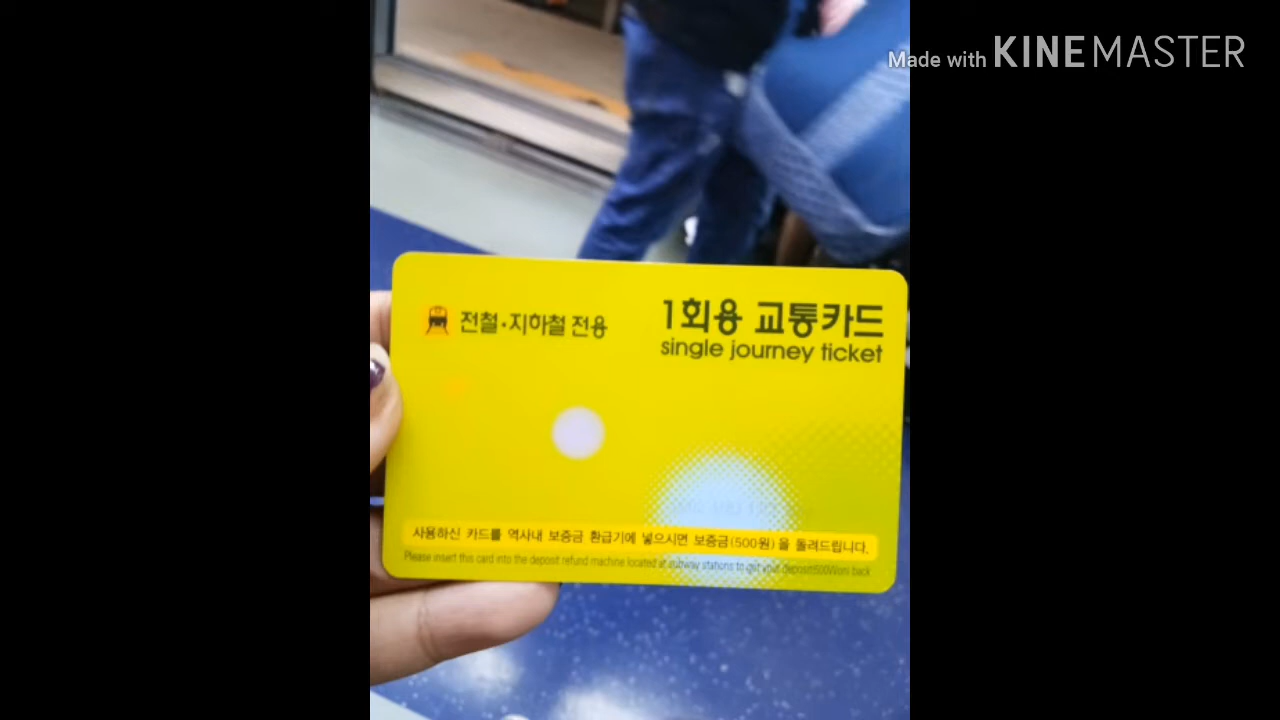 Made with KINEMASTER
전철·지하철 전용
1회용 교통카드
single journey ticket
사용하신 카드를 역사내 보증금 환급기에 넣으시면 보증금(500원)을 돌려드립니다.
Please insert this card into the deposit refund machine located at subway stations to get your deposit(500Won) back